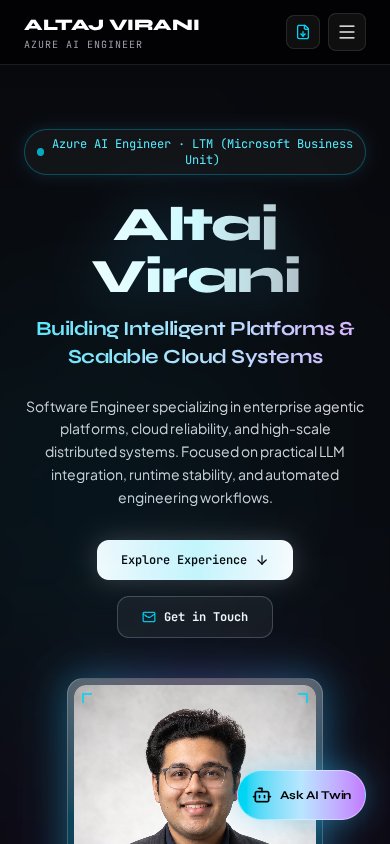 ALTAJ VIRANI
AZURE AI ENGINEER
Azure AI Engineer · LTM (Microsoft Business
Unit)
Altaj
Virani
Building Intelligent Platforms &
Scalable Cloud Systems
Software Engineer specializing in enterprise agentic
platforms, cloud reliability, and high-scale
distributed systems. Focused on practical LLM
integration, runtime stability, and automated
engineering workflows.
Explore Experience ↓
Get in Touch
Ask AI Twin